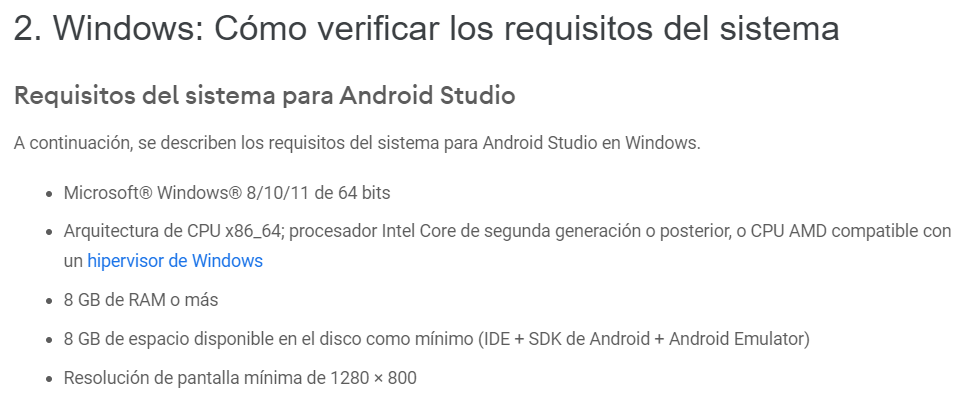 2. Windows: Cómo verificar los requisitos del sistema
Requisitos del sistema para Android Studio
A continuación, se describen los requisitos del sistema para Android Studio en Windows.
• Microsoft® Windows® 8/10/11 de 64 bits
• Arquitectura de CPU x86_64; procesador Intel Core de segunda generación o posterior, o CPU AMD compatible con
un hipervisor de Windows
• 8 GB de RAM o más
• 8 GB de espacio disponible en el disco como mínimo (IDE + SDK de Android + Android Emulator)
• Resolución de pantalla mínima de 1280 × 800